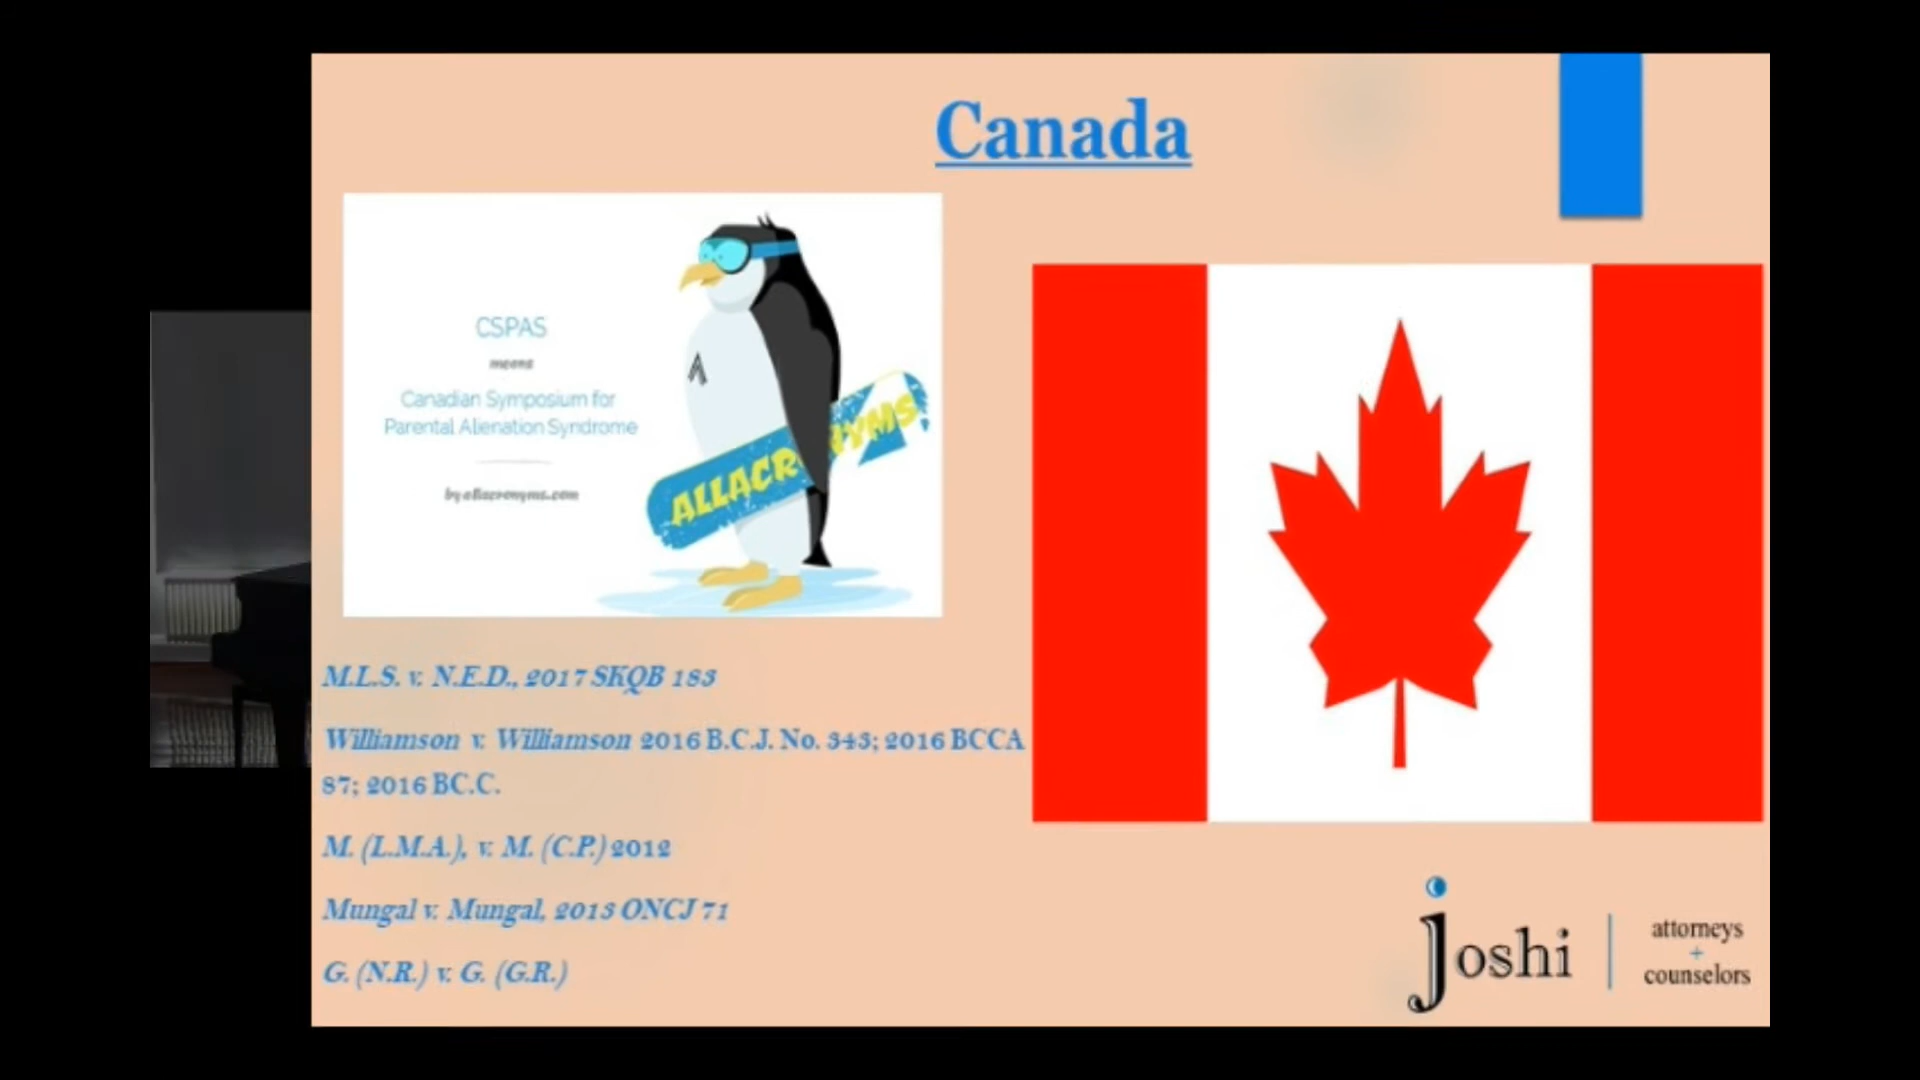 Canada
CSPAS
means
Canadian Symposium for
Parental Alienation Syndrome
by allacronyms.com
ALLACRONYMS!
M.L.S. v. N.E.D., 2017 SKQB 183
Williamson v. Williamson 2016 B.C.J. No. 343; 2016 BCCA
87; 2016 BC.C.
M. (L.M.A.), v. M. (C.P.) 2012
Mungal v. Mungal, 2013 ONCJ 71
G. (N.R.) v. G. (G.R.)
joshi
attorneys
+
counselors